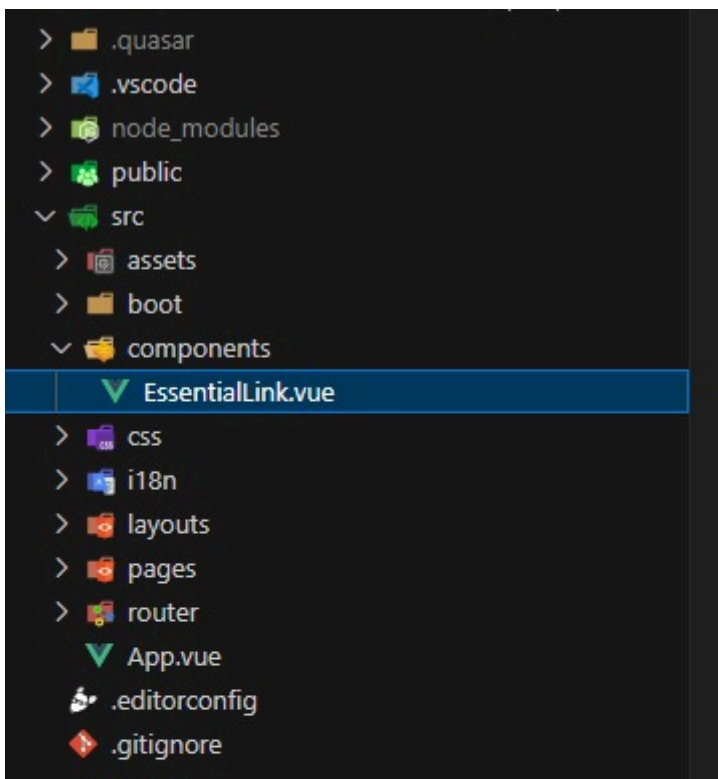 .quasar
.vscode
node_modules
public
src
assets
boot
components
EssentialLink.vue
css
i18n
layouts
pages
router
App.vue
.editorconfig
.gitignore